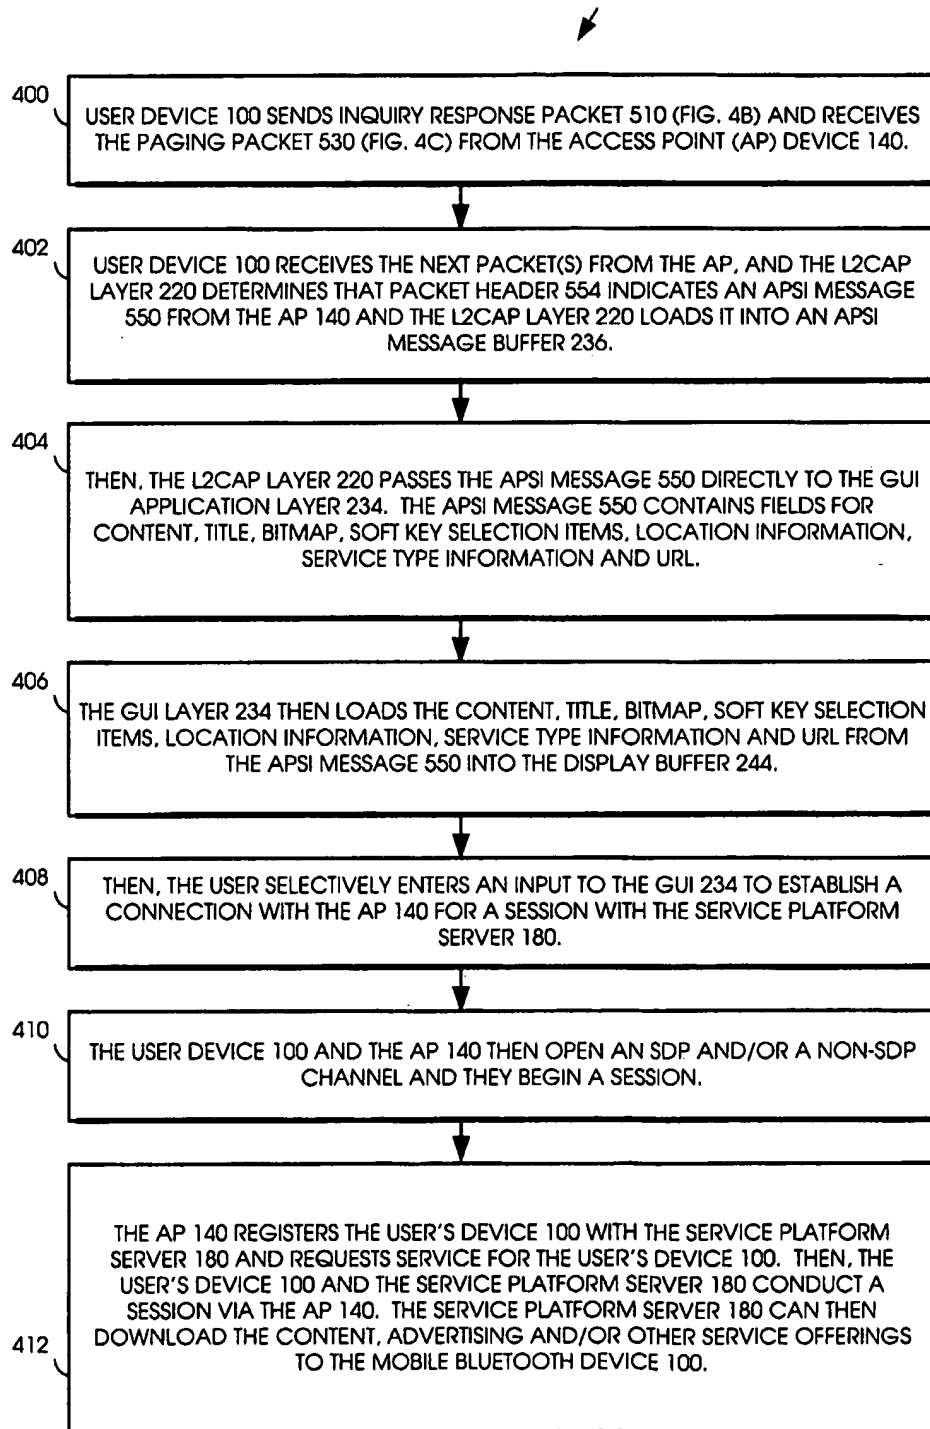 400
USER DEVICE 100 SENDS INQUIRY RESPONSE PACKET 510 (FIG. 4B) AND RECEIVES
THE PAGING PACKET 530 (FIG. 4C) FROM THE ACCESS POINT (AP) DEVICE 140.
402
USER DEVICE 100 RECEIVES THE NEXT PACKET(S) FROM THE AP, AND THE L2CAP
LAYER 220 DETERMINES THAT PACKET HEADER 554 INDICATES AN APSI MESSAGE
550 FROM THE AP 140 AND THE L2CAP LAYER 220 LOADS IT INTO AN APSI
MESSAGE BUFFER 236.
404
THEN, THE L2CAP LAYER 220 PASSES THE APSI MESSAGE 550 DIRECTLY TO THE GUI
APPLICATION LAYER 234. THE APSI MESSAGE 550 CONTAINS FIELDS FOR
CONTENT, TITLE, BITMAP, SOFT KEY SELECTION ITEMS, LOCATION INFORMATION,
SERVICE TYPE INFORMATION AND URL.
406
THE GUI LAYER 234 THEN LOADS THE CONTENT, TITLE, BITMAP, SOFT KEY SELECTION
ITEMS, LOCATION INFORMATION, SERVICE TYPE INFORMATION AND URL FROM
THE APSI MESSAGE 550 INTO THE DISPLAY BUFFER 244.
408
THEN, THE USER SELECTIVELY ENTERS AN INPUT TO THE GUI 234 TO ESTABLISH A
CONNECTION WITH THE AP 140 FOR A SESSION WITH THE SERVICE PLATFORM
SERVER 180.
410
THE USER DEVICE 100 AND THE AP 140 THEN OPEN AN SDP AND/OR A NON-SDP
CHANNEL AND THEY BEGIN A SESSION.
THE AP 140 REGISTERS THE USER'S DEVICE 100 WITH THE SERVICE PLATFORM
SERVER 180 AND REQUESTS SERVICE FOR THE USER'S DEVICE 100. THEN, THE
USER'S DEVICE 100 AND THE SERVICE PLATFORM SERVER 180 CONDUCT A
SESSION VIA THE AP 140. THE SERVICE PLATFORM SERVER 180 CAN THEN
DOWNLOAD THE CONTENT, ADVERTISING AND/OR OTHER SERVICE OFFERINGS
412
TO THE MOBILE BLUETOOTH DEVICE 100.